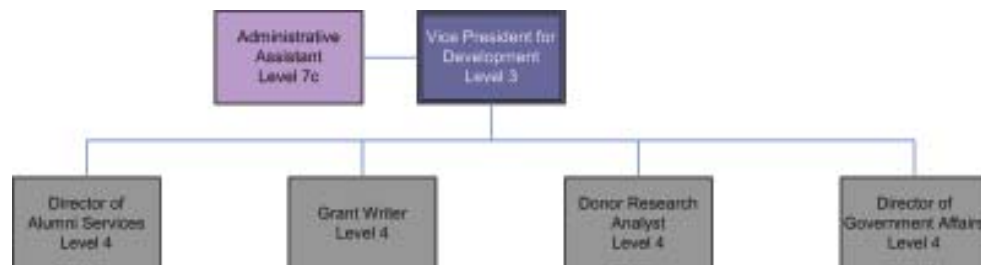 Administrative
Assistant
Level 7c
Vice President for
Development
Level 3
Director of
Alumni Services
Level 4
Grant Writer
Level 4
Donor Research
Analyst
Level 4
Director of
Government Affairs
Level 4